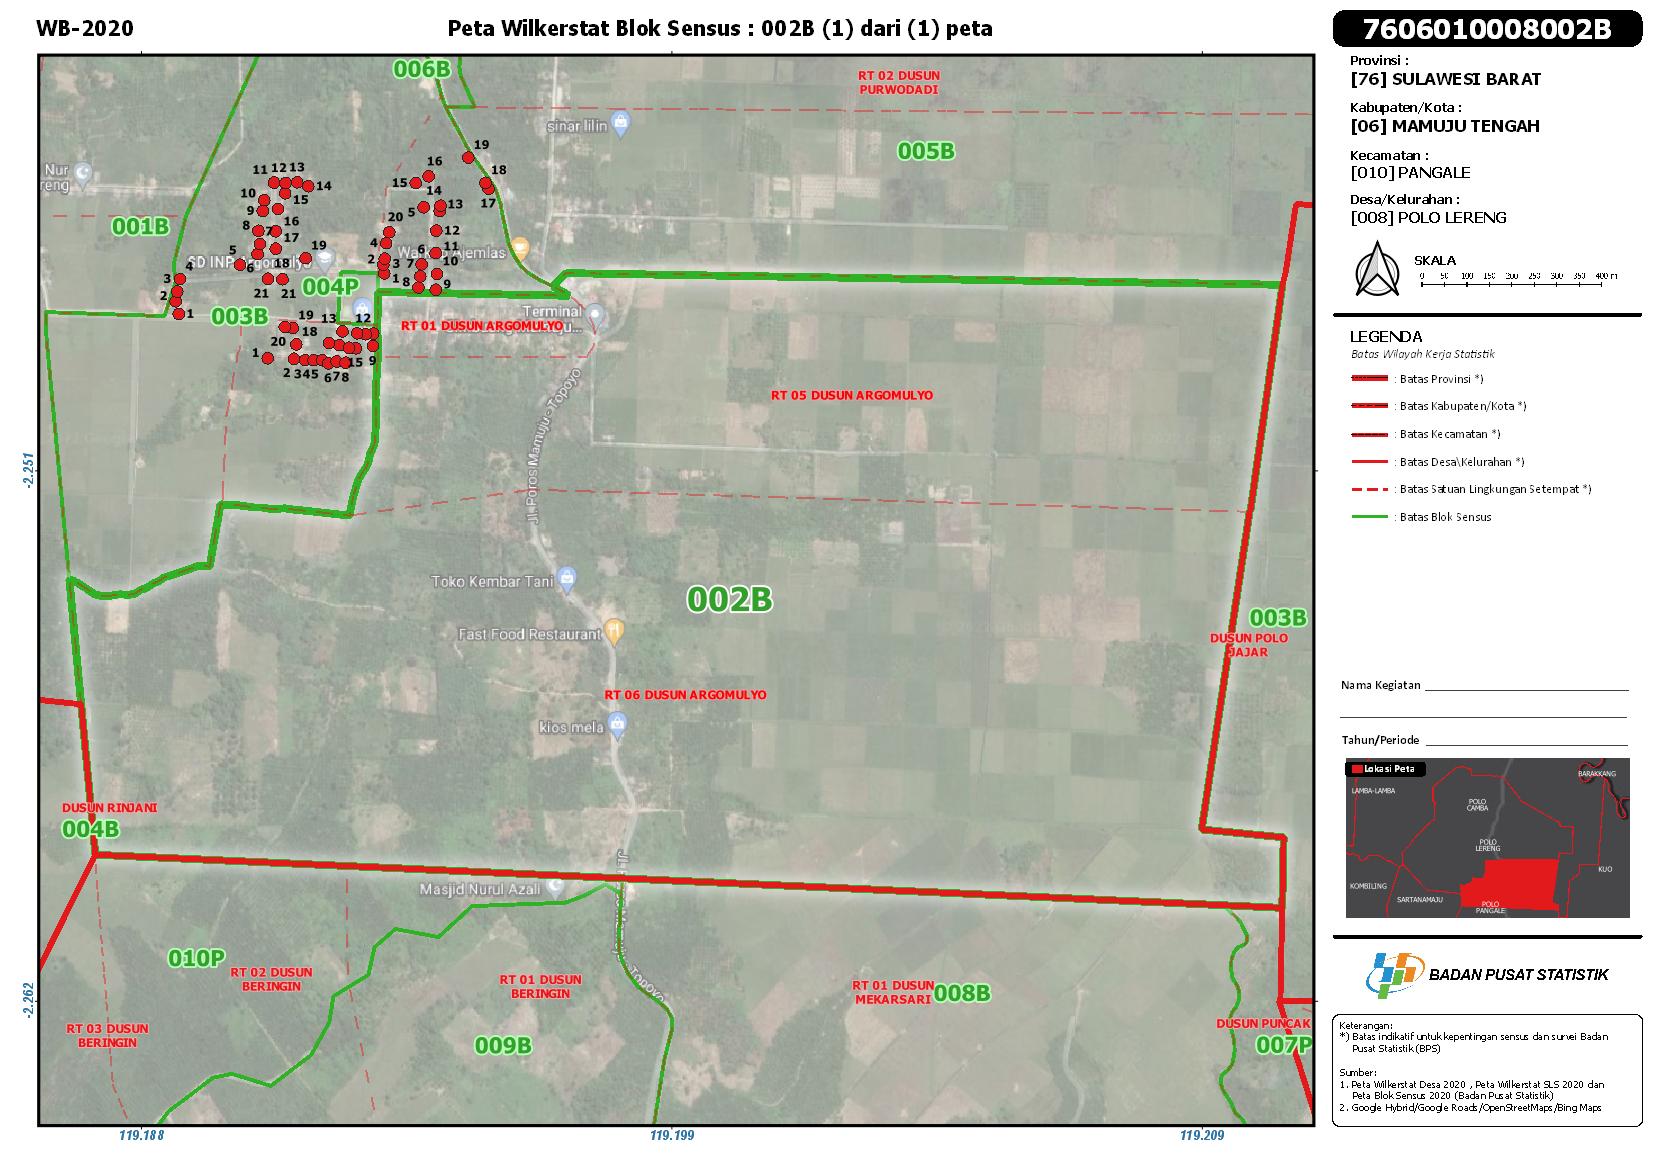 WB-2020
Peta Wilkerstat Blok Sensus : 002B (1) dari (1) peta
7606010008002B
Provinsi :
[76] SULAWESI BARAT
Kabupaten/Kota :
[06] MAMUJU TENGAH
Kecamatan :
[010] PANGALE
Desa/Kelurahan :
[008] POLO LERENG
SKALA
0 50 100 150 200 250 300 350 400 m
LEGENDA
Batas Wilayah Kerja Statistik
: Batas Provinsi *)
: Batas Kabupaten/Kota *)
: Batas Kecamatan *)
: Batas Desa\Kelurahan *)
: Batas Satuan Lingkungan Setempat *)
: Batas Blok Sensus
Nama Kegiatan
Tahun/Periode
Lokasi Peta
BARAKKANG
LAMBA-LAMBA
POLO
CAMBA
POLO
LERENG
KUO
KOMBILING
SARTANAMAJU
POLO
PANGALE
BADAN PUSAT STATISTIK
Keterangan:
*) Batas indikatif untuk kepentingan sensus dan survei Badan
Pusat Statistik (BPS)
Sumber:
1. Peta Wilkerstat Desa 2020 , Peta Wilkerstat SLS 2020 dan
Peta Blok Sensus 2020 (Badan Pusat Statistik)
2. Google Hybrid/Google Roads/OpenStreetMaps/Bing Maps
006B
RT 02 DUSUN
PURWODADI
sinar lilin
005B
19
16
18
15
14
17
5
13
20
12
4
6
11
2
3
7
10
1
8
9
Warkop Ajemlas
Nur
reng
001B
11
12
13
14
10
15
9
8
7
16
17
5
19
6
18
SD INP. Argomulyo
4
3
2
1
21
21
004P
003B
19
13
12
18
20
1
9
15
2
3
4
5
6
7
8
RT 01 DUSUN ARGOMULYO
Terminal
RT 05 DUSUN ARGOMULYO
Jl. Poros Mamuju - Topoyo
Toko Kembar Tani
002B
Fast Food Restaurant
003B
DUSUN POLO
JAJAR
RT 06 DUSUN ARGOMULYO
kios mela
DUSUN RINJANI
004B
Masjid Nurul Azali
010P
RT 02 DUSUN
BERINGIN
RT 01 DUSUN
BERINGIN
RT 01 DUSUN
MEKARSARI
008B
RT 03 DUSUN
BERINGIN
009B
DUSUN PUNCAK
007P
-2.251
-2.262
119.188
119.199
119.209